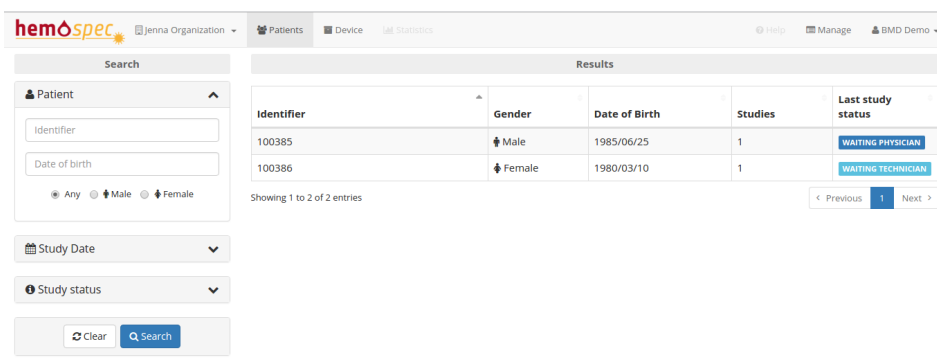 hemospec Jenna Organization Patients Device Statistics Help Manage BMD Demo
Search
Patient
Identifier
Date of birth
Any Male Female
Study Date
Study status
Clear Search
Results
Identifier Gender Date of Birth Studies Last study status
100385 Male 1985/06/25 1 WAITING PHYSICIAN
100386 Female 1980/03/10 1 WAITING TECHNICIAN
Showing 1 to 2 of 2 entries
Previous 1 Next